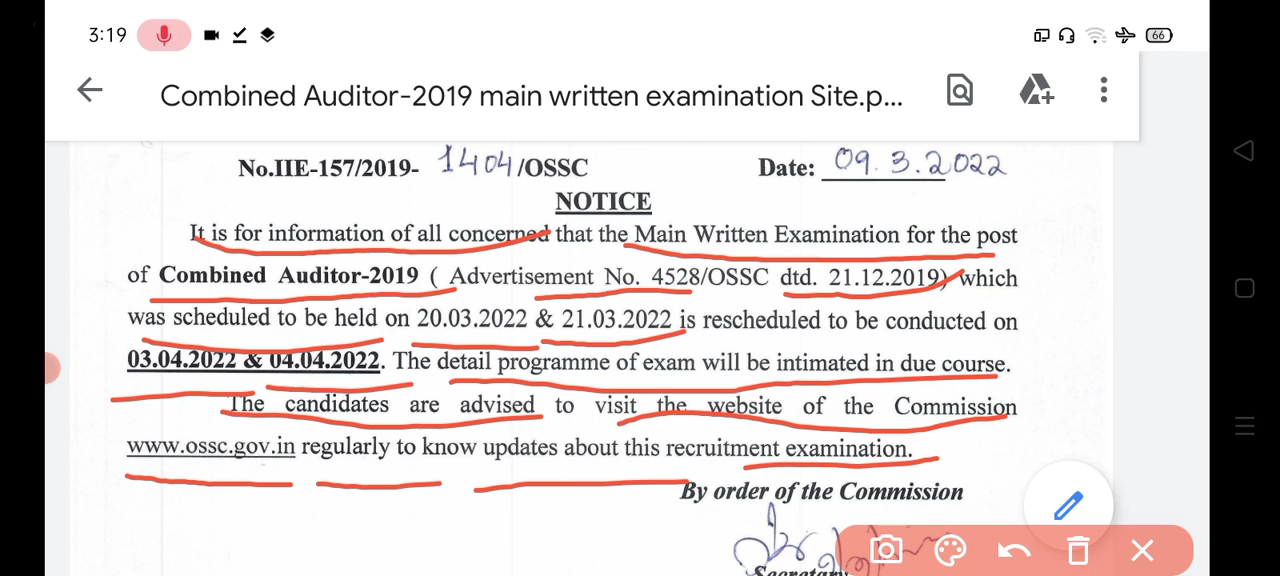 3:19
66
Combined Auditor-2019 main written examination Site.p...
No.IIE-157/2019- 1404/OSSC Date: 09.3.2022
NOTICE
It is for information of all concerned that the Main Written Examination for the post
of Combined Auditor-2019 ( Advertisement No. 4528/OSSC dtd. 21.12.2019) which
was scheduled to be held on 20.03.2022 & 21.03.2022 is rescheduled to be conducted on
03.04.2022 & 04.04.2022. The detail programme of exam will be intimated in due course.
The candidates are advised to visit the website of the Commission
www.ossc.gov.in regularly to know updates about this recruitment examination.
By order of the Commission
Secretary